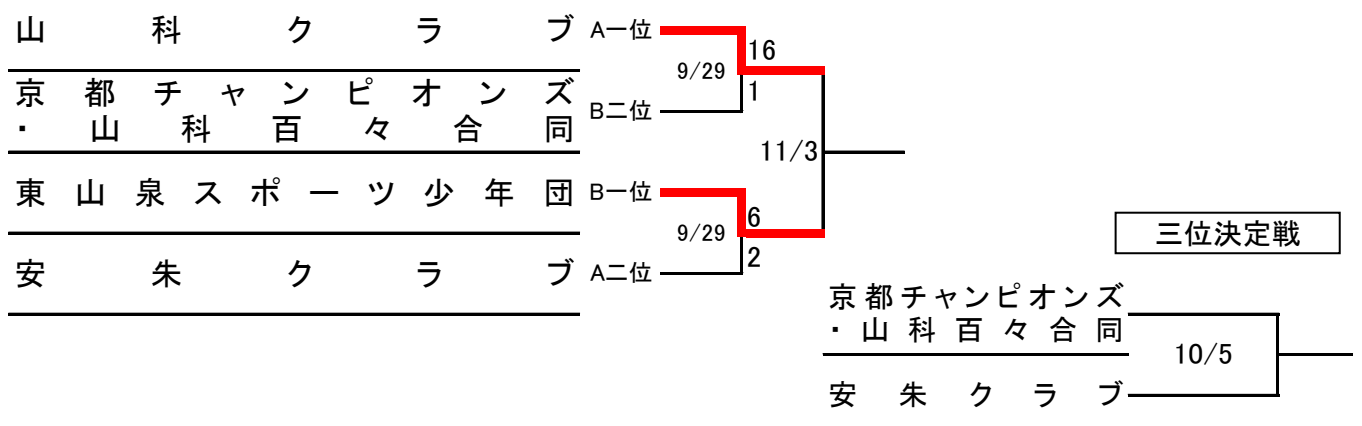 山科クラブ A一位
16
9/29
1
京都チャンピオンズ
・山科百々合同 B二位
11/3
東山泉スポーツ少年団 B一位
6
9/29
2
安朱クラブ A二位
三位決定戦
京都チャンピオンズ
・山科百々合同
10/5
安朱クラブ